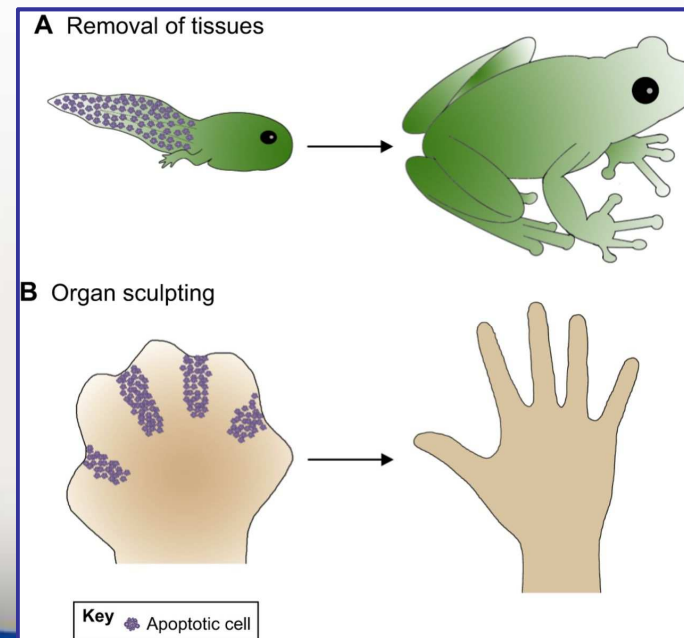 A Removal of tissues
B Organ sculpting
Key Apoptotic cell